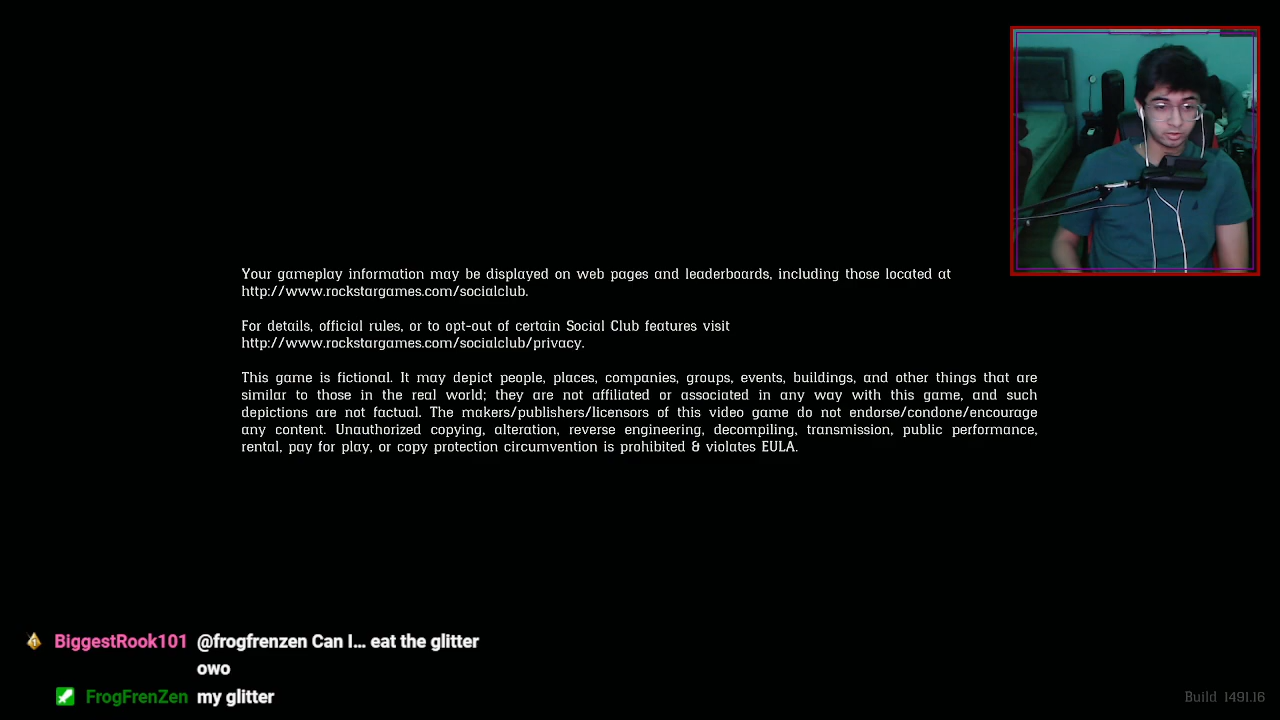 Your gameplay information may be displayed on web pages and leaderboards, including those located at
http://www.rockstargames.com/socialclub.
For details, official rules, or to opt-out of certain Social Club features visit
http://www.rockstargames.com/socialclub/privacy.
This game is fictional. It may depict people, places, companies, groups, events, buildings, and other things that are
similar to those in the real world; they are not affiliated or associated in any way with this game, and such
depictions are not factual. The makers/publishers/licensors of this video game do not endorse/condone/encourage
any content. Unauthorized copying, alteration, reverse engineering, decompiling, transmission, public performance,
rental, pay for play, or copy protection circumvention is prohibited & violates EULA.
BiggestRook101 @frogfrenzen Can I... eat the glitter
owo
FrogFrenZen my glitter
Build 1491.16